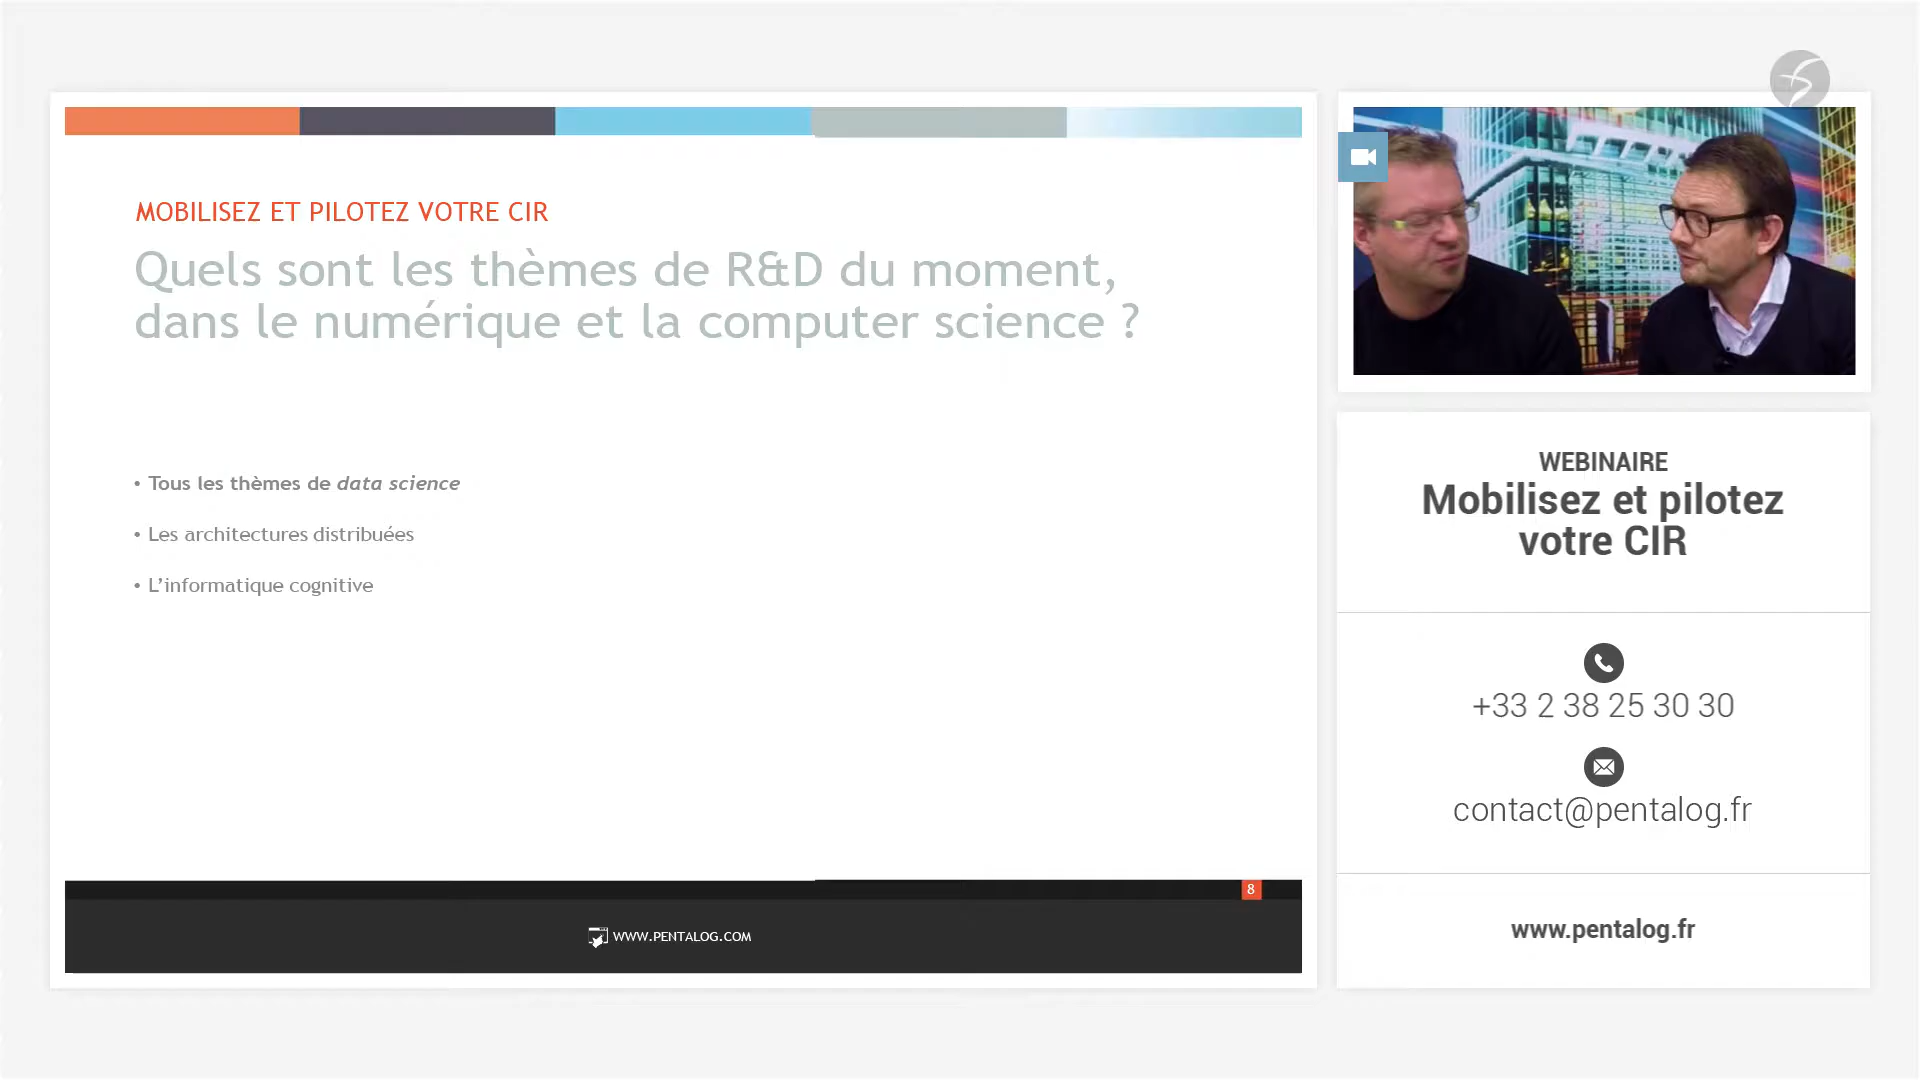 MOBILISEZ ET PILOTEZ VOTRE CIR
Quels sont les thèmes de R&D du moment,
dans le numérique et la computer science ?
• Tous les thèmes de data science
• Les architectures distribuées
• L’informatique cognitive
8
WWW.PENTALOG.COM
WEBINAIRE
Mobilisez et pilotez
votre CIR
+33 2 38 25 30 30
contact@pentalog.fr
www.pentalog.fr